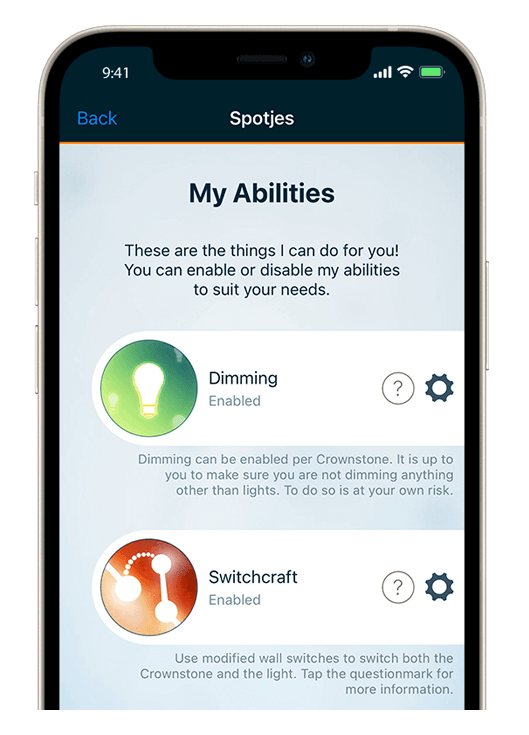 9:41
Back
Spotjes
My Abilities
These are the things I can do for you!
You can enable or disable my abilities
to suit your needs.
Dimming
Enabled
?
Dimming can be enabled per Crownstone. It is up to
you to make sure you are not dimming anything
other than lights. To do so is at your own risk.
Switchcraft
Enabled
?
Use modified wall switches to switch both the
Crownstone and the light. Tap the questionmark for
more information.